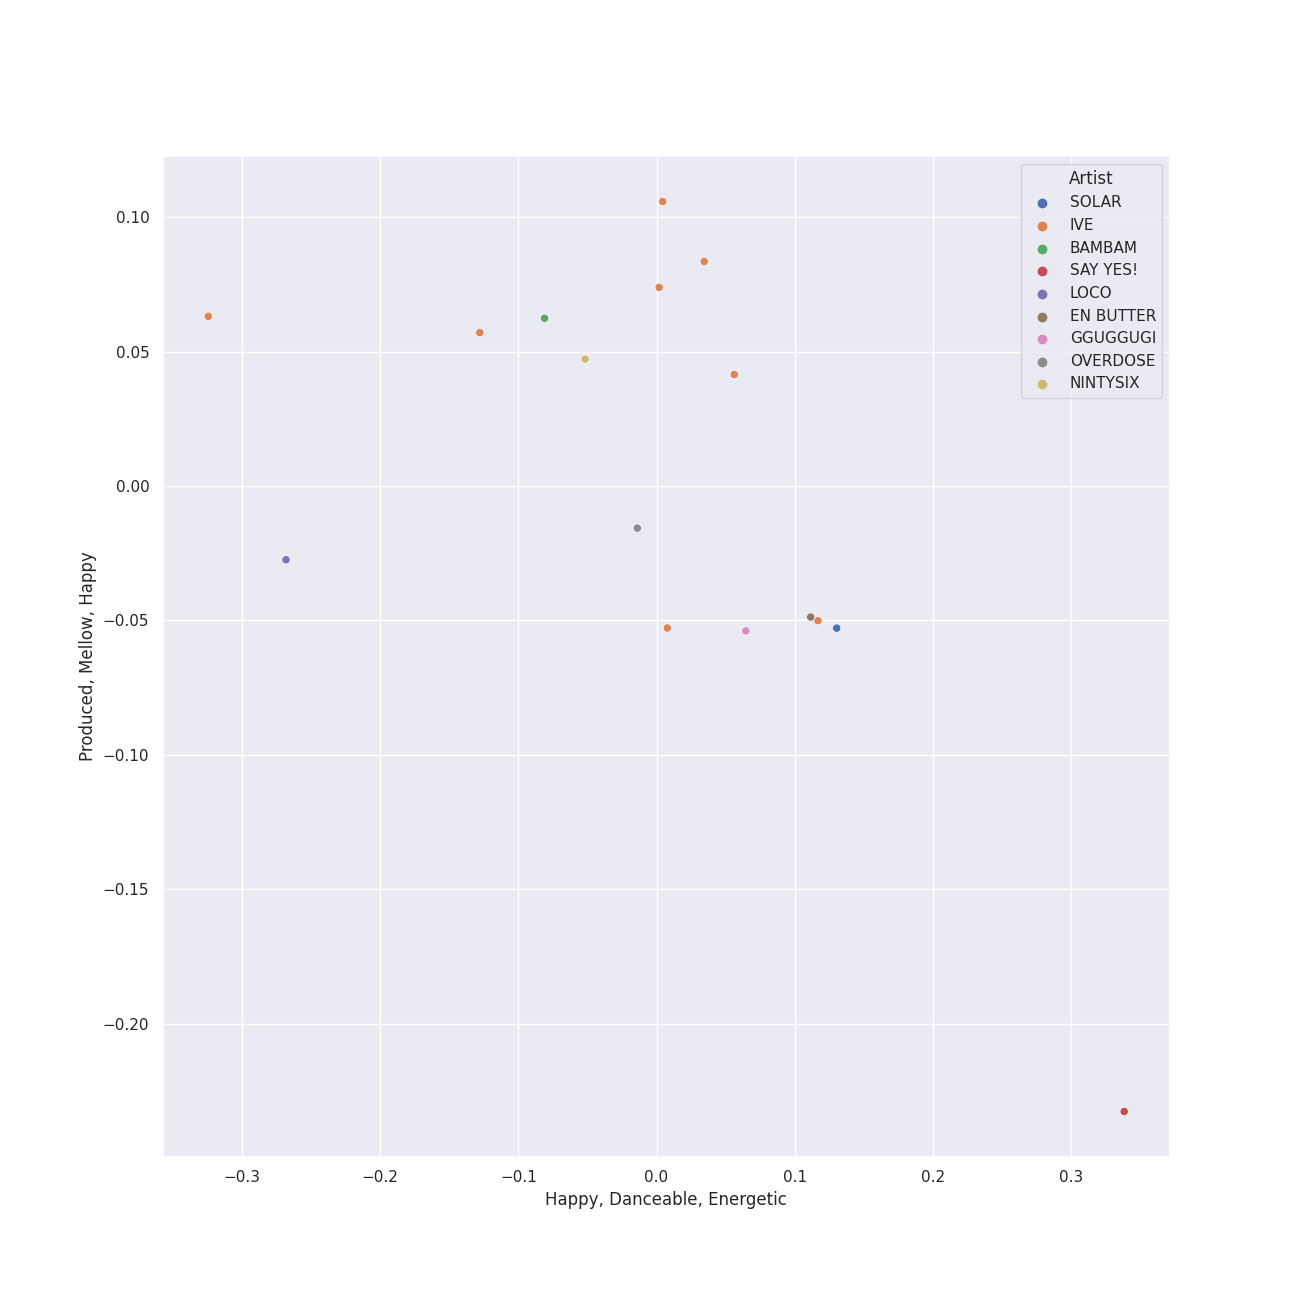 Artist
SOLAR
IVE
BAMBAM
SAY YES!
LOCO
EN BUTTER
GGUGGUGI
OVERDOSE
NINTYSIX
0.10
0.05
0.00
−0.05
−0.10
−0.15
−0.20
Produced, Mellow, Happy
−0.3 −0.2 −0.1 0.0 0.1 0.2 0.3
Happy, Danceable, Energetic